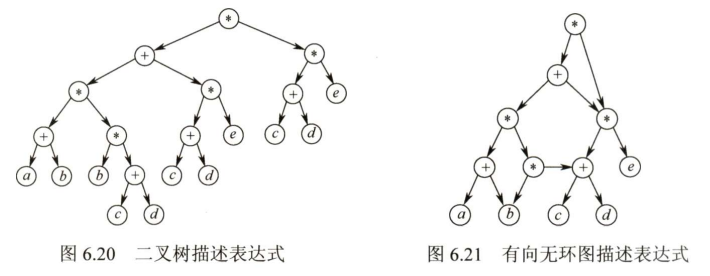 *
+ *
* * + e
+ * + e c d
a b b + c d
c d
图 6.20 二叉树描述表达式
*
+
* *
+ * + e
a b c d
图 6.21 有向无环图描述表达式